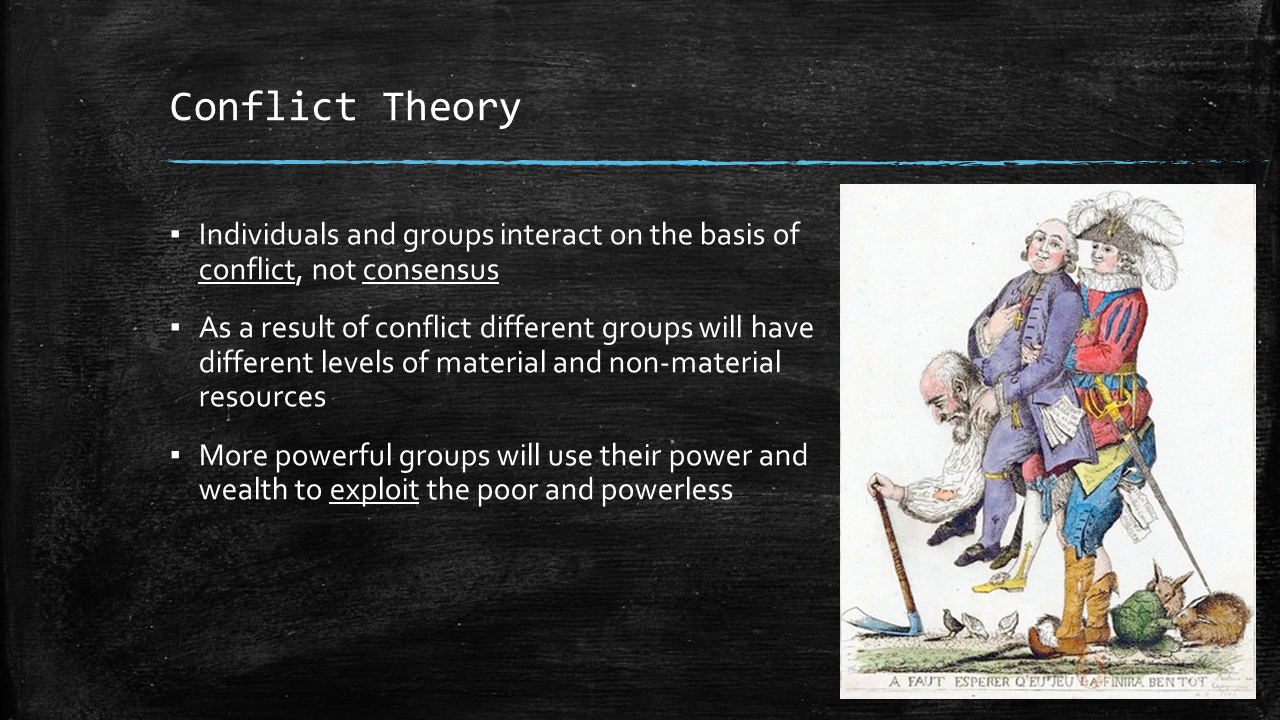 Conflict Theory
▪ Individuals and groups interact on the basis of
conflict, not consensus
▪ As a result of conflict different groups will have
different levels of material and non-material
resources
▪ More powerful groups will use their power and
wealth to exploit the poor and powerless
A FAUT ESPERER Q'EU'JEU LA FINIRA BEN TOT